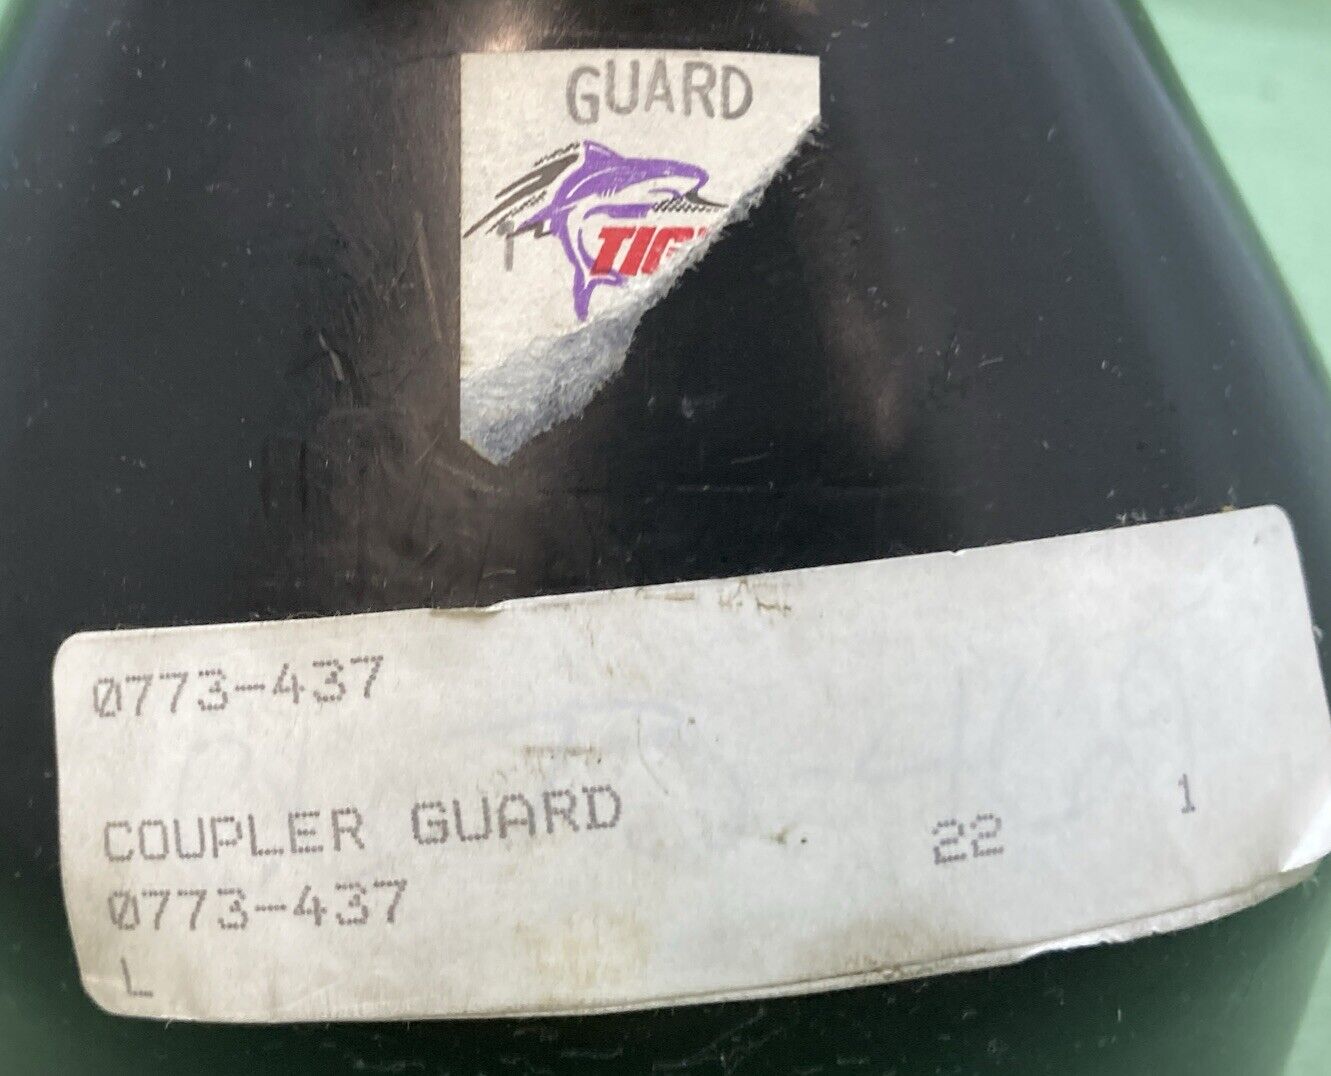 GUARD
TIG
0773-437
COUPLER GUARD 22 1
0773-437
L